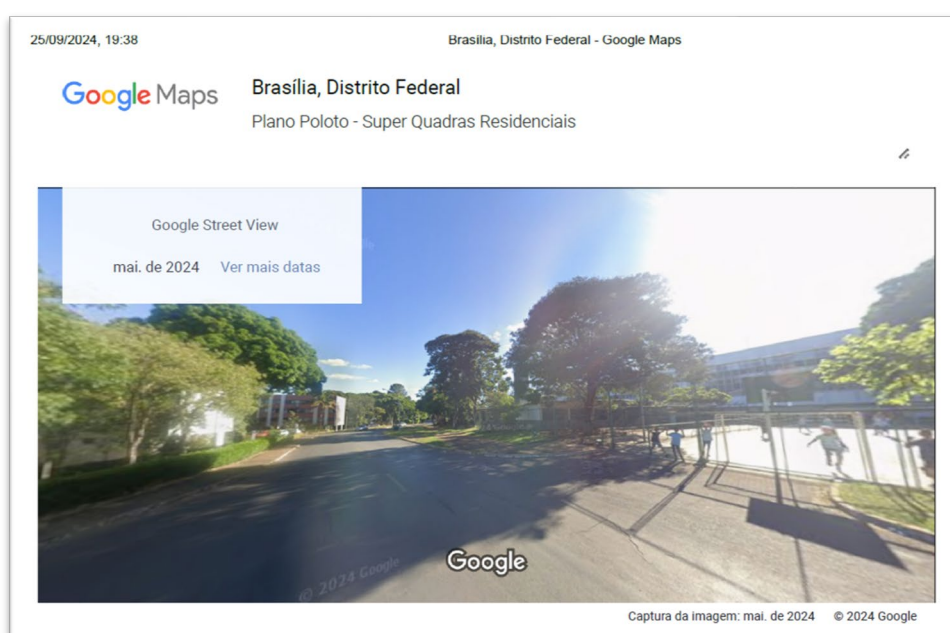 25/09/2024, 19:38 Brasília, Distrito Federal - Google Maps
Google Maps
Brasília, Distrito Federal
Plano Poloto - Super Quadras Residenciais
Google Street View
mai. de 2024 Ver mais datas
Google
© 2024 Google
Captura da imagem: mai. de 2024 © 2024 Google